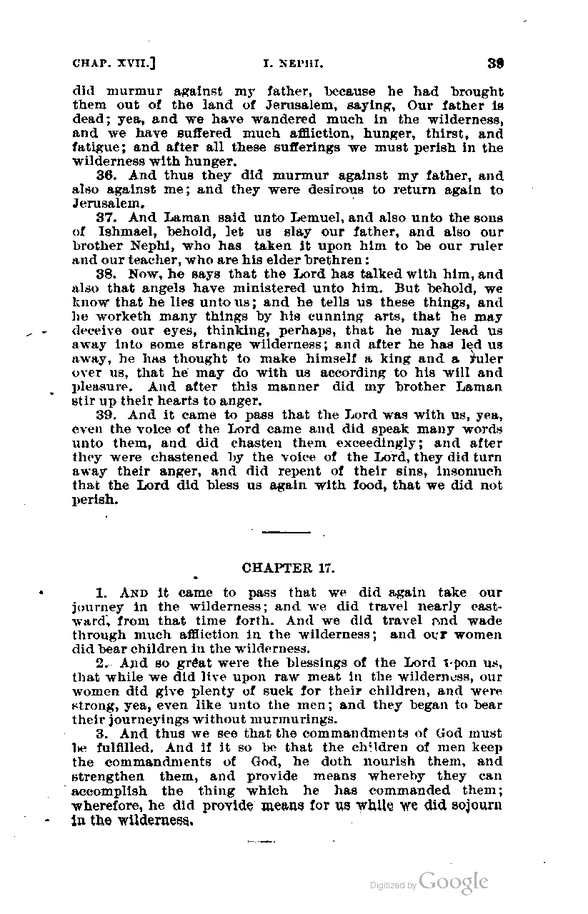 CHAP. XVII.] I. NEPHI. 39
did murmur against my father, because he had brought
them out of the land of Jerusalem, saying, Our father is
dead; yea, and we have wandered much in the wilderness,
and we have suffered much affliction, hunger, thirst, and
fatigue; and after all these sufferings we must perish in the
wilderness with hunger.
36. And thus they did murmur against my father, and
also against me; and they were desirous to return again to
Jerusalem.
37. And Laman said unto Lemuel, and also unto the sons
of Ishmael, behold, let us slay our father, and also our
brother Nephi, who has taken it upon him to be our ruler
and our teacher, who are his elder brethren:
38. Now, he says that the Lord has talked with him, and
also that angels have ministered unto him. But behold, we
know that he lies unto us; and he tells us these things, and
he worketh many things by his cunning arts, that he may
deceive our eyes, thinking, perhaps, that he may lead us
away into some strange wilderness; and after he has led us
away, he has thought to make himself a king and a ruler
over us, that he may do with us according to his will and
pleasure. And after this manner did my brother Laman
stir up their hearts to anger.
39. And it came to pass that the Lord was with us, yea,
even the voice of the Lord came and did speak many words
unto them, and did chasten them exceedingly; and after
they were chastened by the voice of the Lord, they did turn
away their anger, and did repent of their sins, insomuch
that the Lord did bless us again with food, that we did not
perish.
CHAPTER 17.
1. AND it came to pass that we did again take our
journey in the wilderness; and we did travel nearly east-
ward, from that time forth. And we did travel and wade
through much affliction in the wilderness; and our women
did bear children in the wilderness.
2. And so great were the blessings of the Lord upon us,
that while we did live upon raw meat in the wilderness, our
women did give plenty of suck for their children, and were
strong, yea, even like unto the men; and they began to bear
their journeyings without murmurings.
3. And thus we see that the commandments of God must
be fulfilled. And if it so be that the children of men keep
the commandments of God, he doth nourish them, and
strengthen them, and provide means whereby they can
accomplish the thing which he has commanded them;
wherefore, he did provide means for us while we did sojourn
in the wilderness.
Digitized by Google